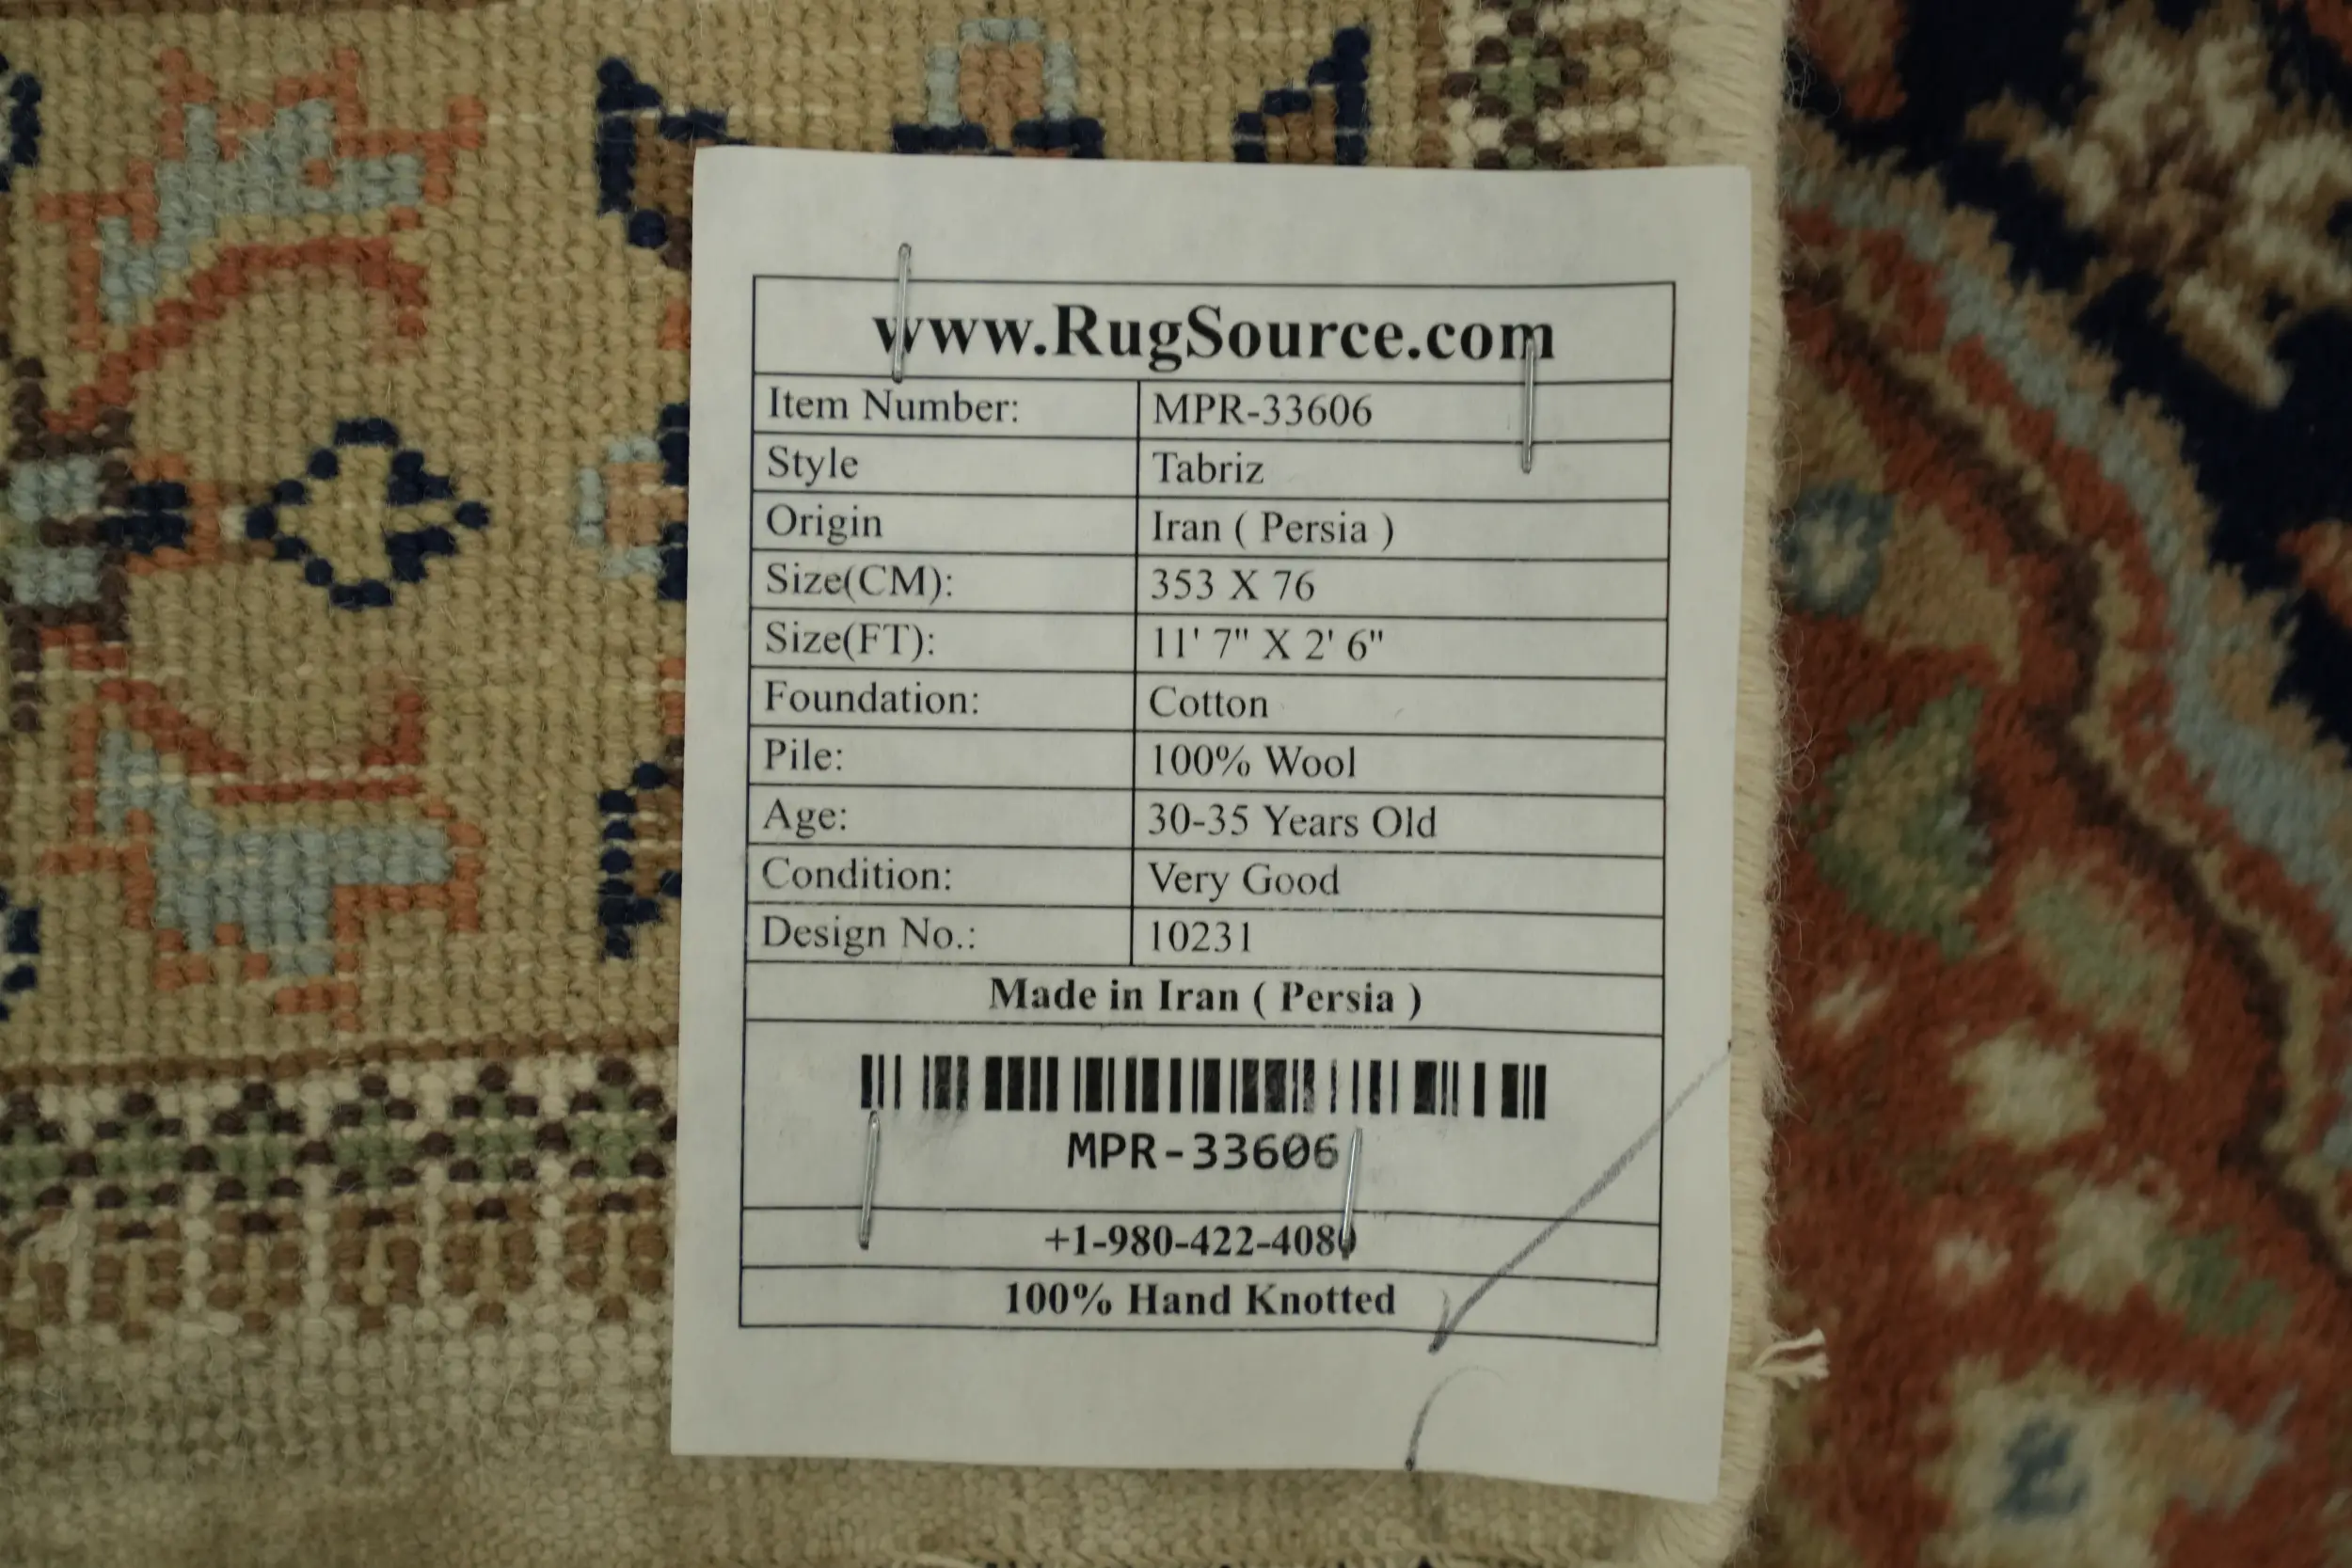 www.RugSource.com
Item Number: MPR-33606
Style Tabriz
Origin Iran ( Persia )
Size(CM): 353 X 76
Size(FT): 11' 7" X 2' 6"
Foundation: Cotton
Pile: 100% Wool
Age: 30-35 Years Old
Condition: Very Good
Design No.: 10231
Made in Iran ( Persia )
MPR-33606
+1-980-422-4080
100% Hand Knotted